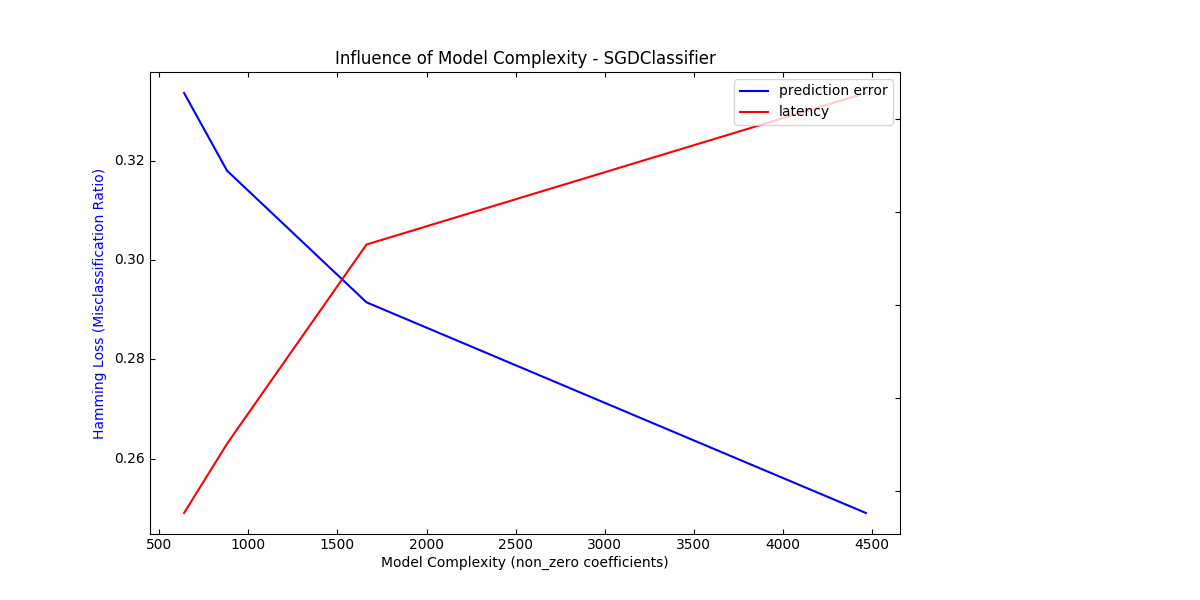 Influence of Model Complexity - SGDClassifier
prediction error
latency
Hamming Loss (Misclassification Ratio)
0.32
0.30
0.28
0.26
500 1000 1500 2000 2500 3000 3500 4000 4500
Model Complexity (non_zero coefficients)